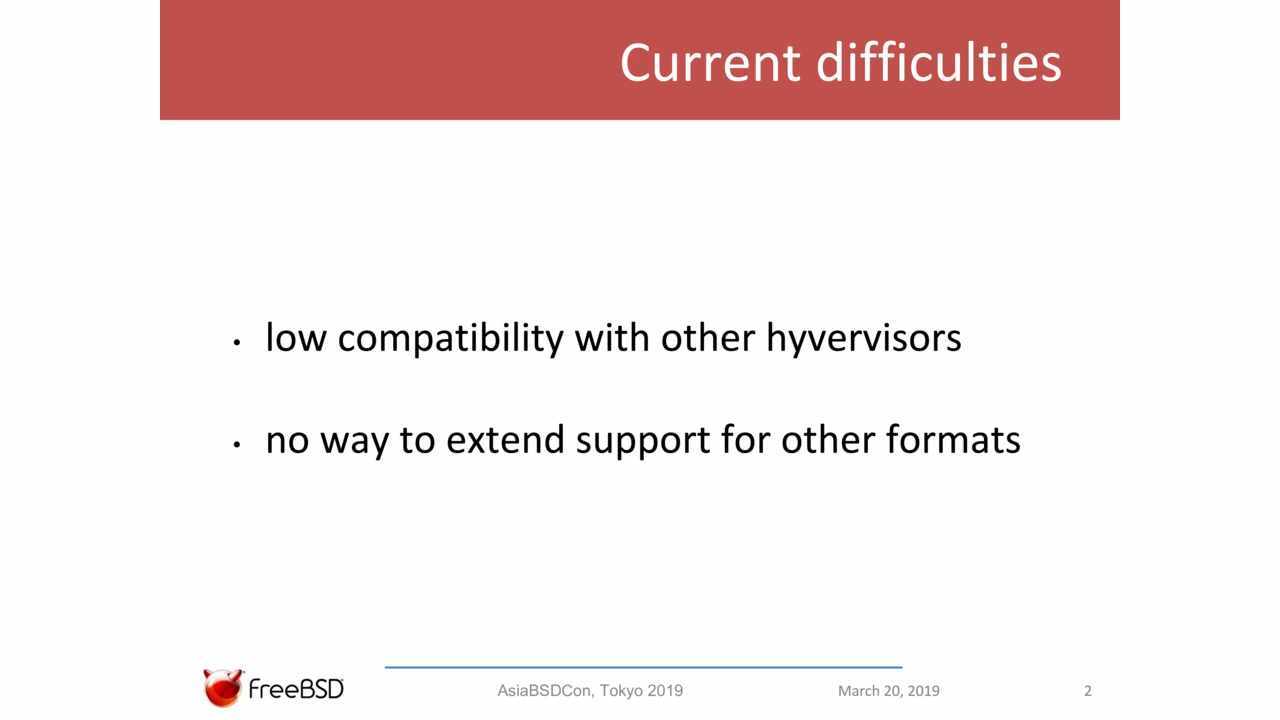 Current difficulties
• low compatibility with other hyvervisors
• no way to extend support for other formats
FreeBSD
AsiaBSDCon, Tokyo 2019
March 20, 2019
2